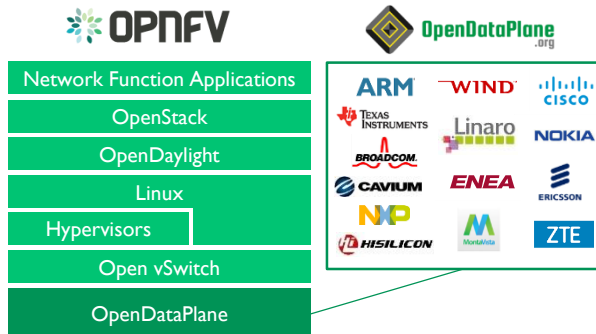 OPNFV
OpenDataPlane
.org
Network Function Applications
OpenStack
OpenDaylight
Linux
Hypervisors
Open vSwitch
OpenDataPlane
ARM
WIND
CISCO
TEXAS
INSTRUMENTS
Linaro
NOKIA
BROADCOM.
CAVIUM
ENEA
ERICSSON
NXP
HISILICON
MontaVista
ZTE